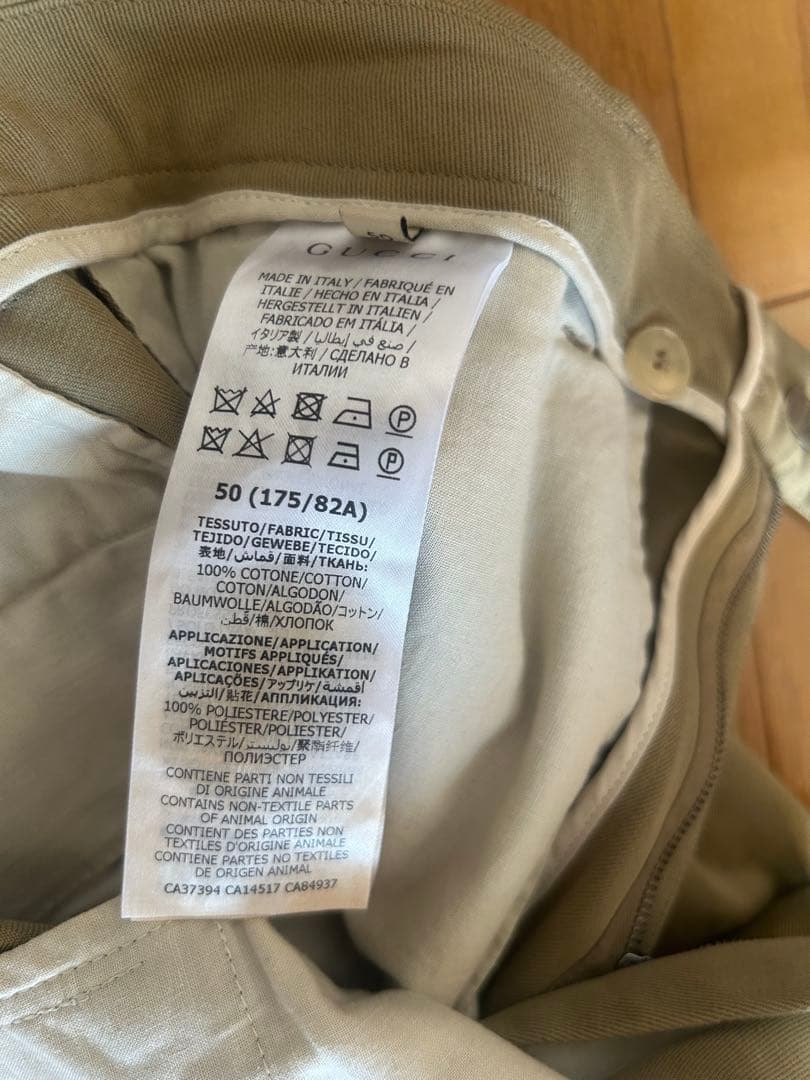 50
GUCCI
MADE IN ITALY / FABRIQUÉ EN
ITALIE / HECHO EN ITALIA /
HERGESTELLT IN ITALIEN /
FABRICADO EM ITÁLIA /
イタリア製 / صنع في إيطاليا /
产地:意大利 / СДЕЛАНО В
ИТАЛИИ
P
P
50 (175/82A)
TESSUTO/FABRIC/TISSU/
TEJIDO/GEWEBE/TECIDO/
表地/قماش/面料/ТКАНЬ:
100% COTONE/COTTON/
COTON/ALGODON/
BAUMWOLLE/ALGODÃO/コットン/
قطن/棉/ХЛОПОК
APPLICAZIONE/APPLICATION/
MOTIFS APPLIQUÉS/
APLICACIONES/APPLIKATION/
APLICAÇÕES/アップリケ/أقمشة
التزيين/貼花/АППЛИКАЦИЯ:
100% POLIESTERE/POLYESTER/
POLIÉSTER/POLIESTER/
ポリエステル/بوليستر/聚酯纤维/
ПОЛИЭСТЕР
CONTIENE PARTI NON TESSILI
DI ORIGINE ANIMALE
CONTAINS NON-TEXTILE PARTS
OF ANIMAL ORIGIN
CONTIENT DES PARTIES NON
TEXTILES D'ORIGINE ANIMALE
CONTIENE PARTES NO TEXTILES
DE ORIGEN ANIMAL
CA37394 CA14517 CA84937